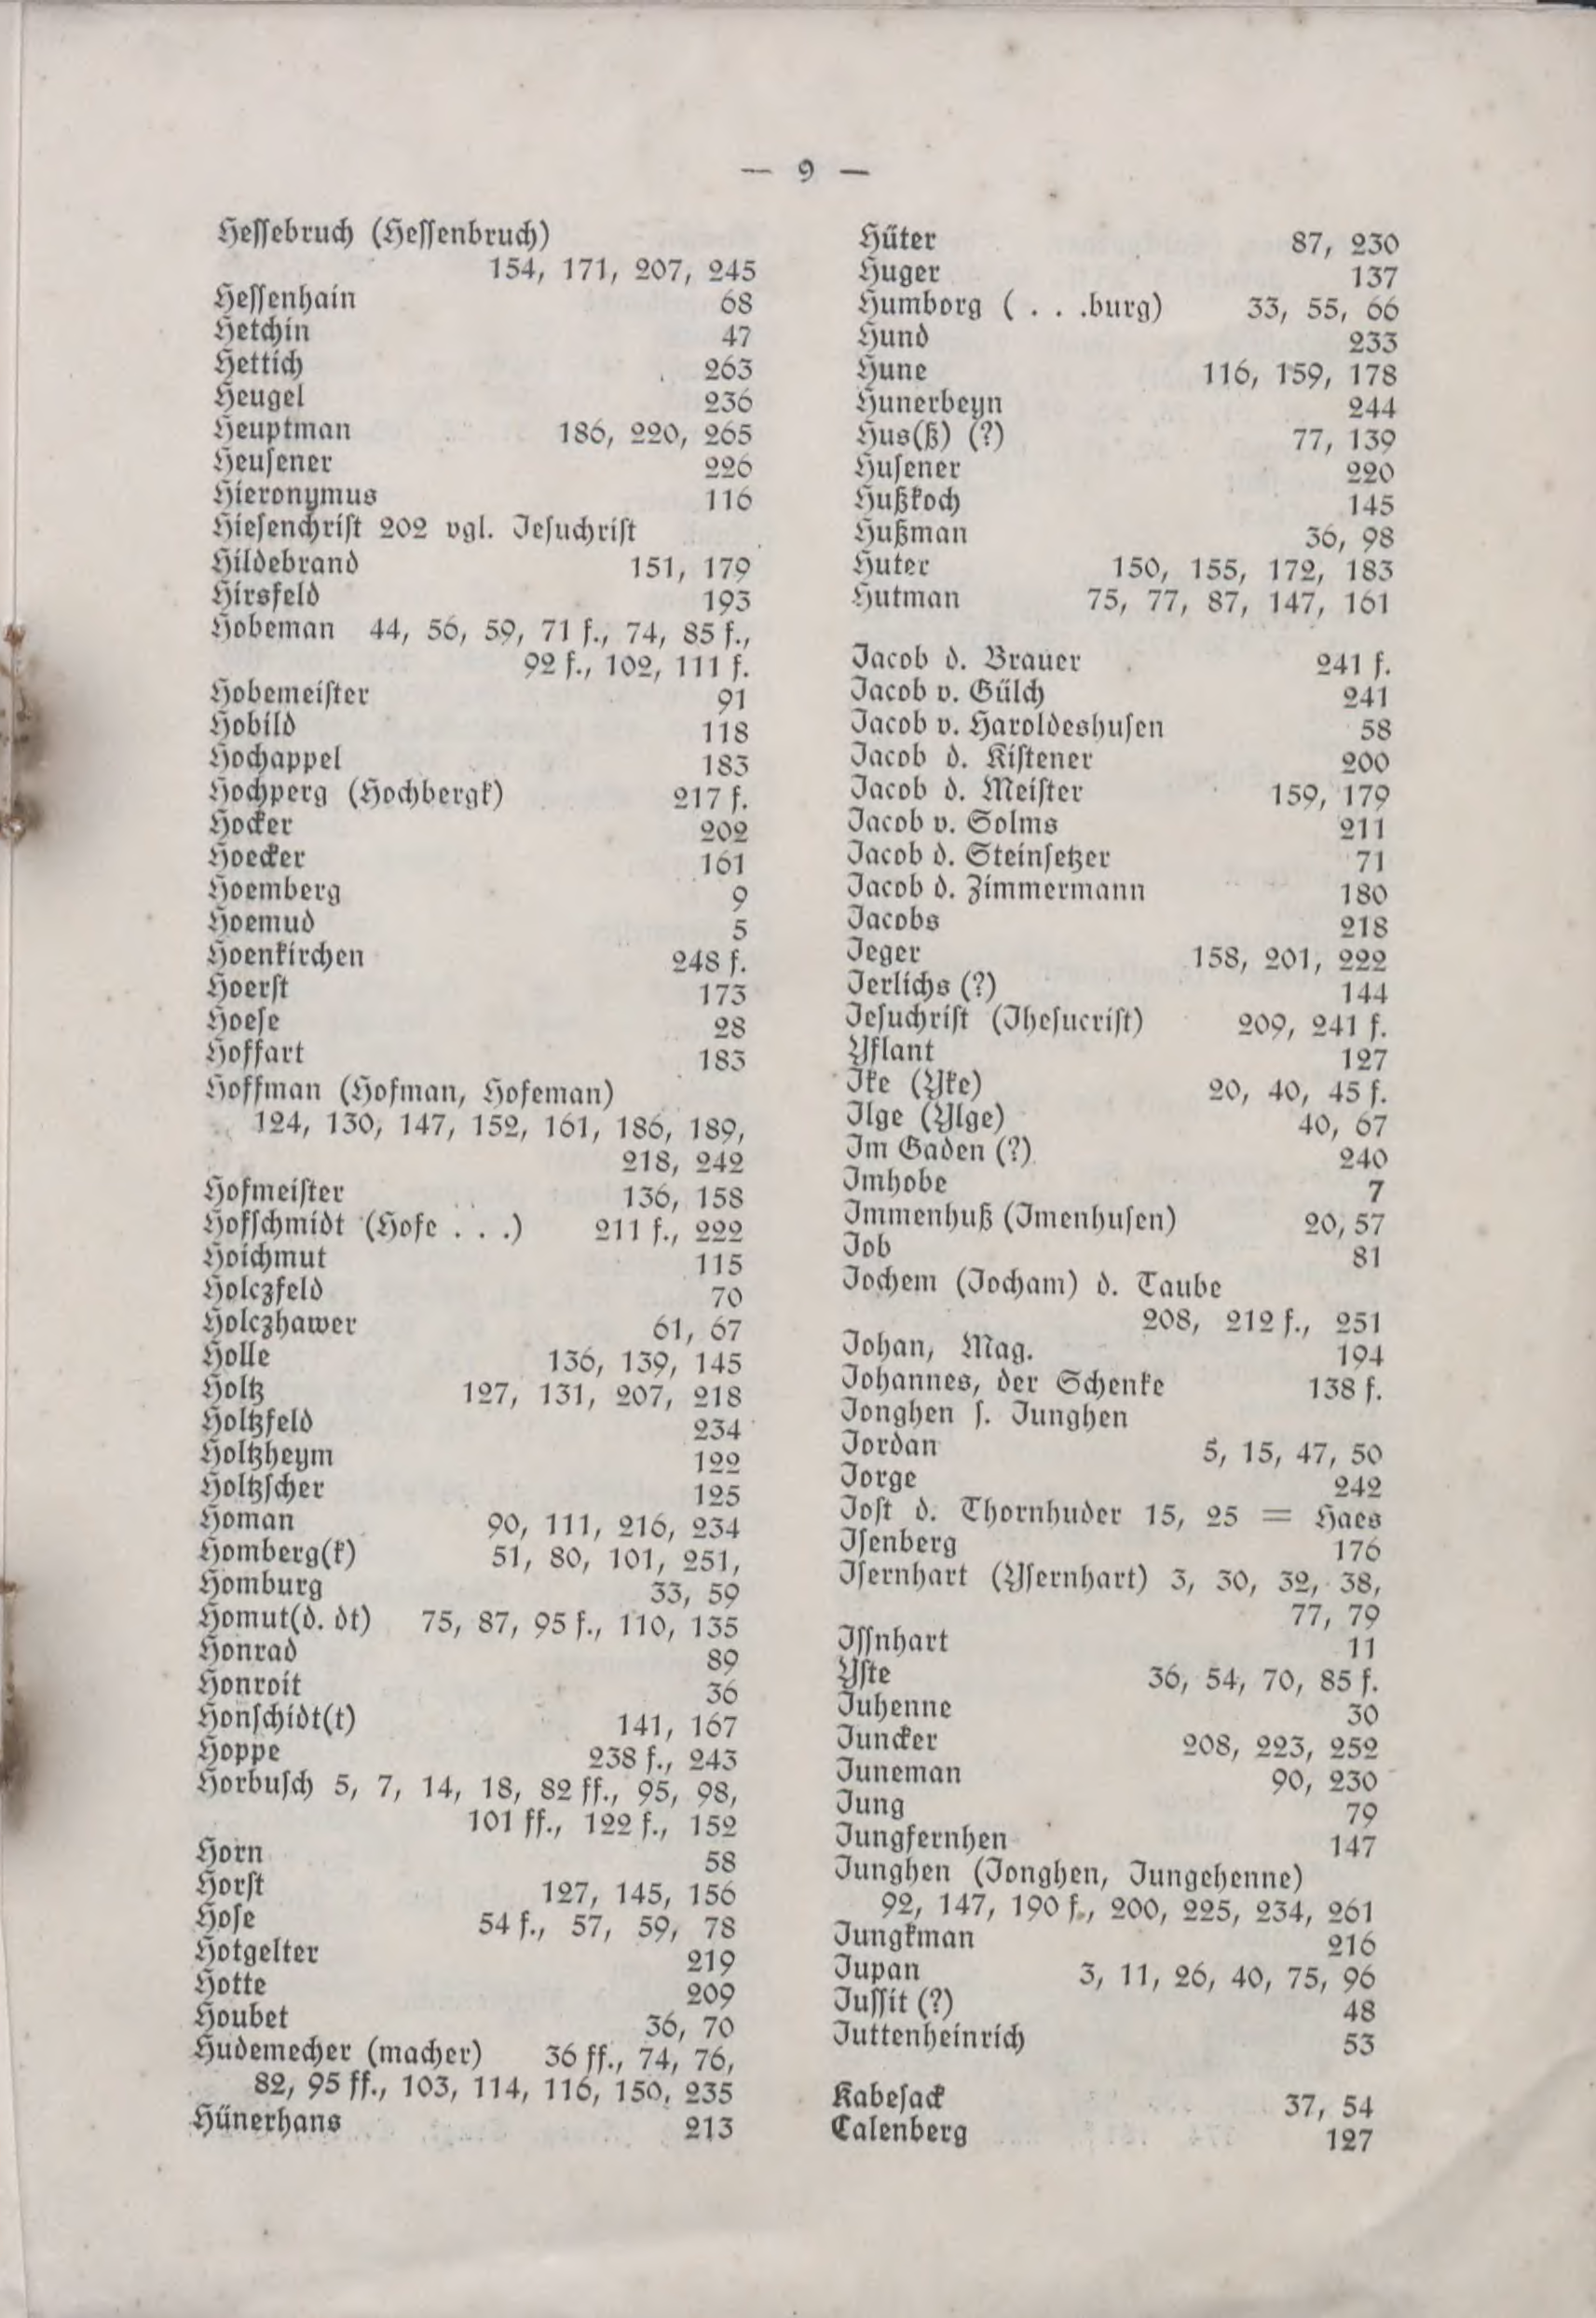 — 9 —
Heſſebruch (Heſſenbruch)
154, 171, 207, 245
Heſſenhain 68
Hetchin 47
Hettich 263
Heugel 236
Heuptman 186, 220, 265
Heuſener 226
Hieronymus 116
Hieſenchriſt 202 vgl. Jeſuchriſt
Hildebrand 151, 179
Hirsfeld 193
Hobeman 44, 56, 59, 71 f., 74, 85 f.,
92 f., 102, 111 f.
Hobemeiſter 91
Hobild 118
Hochappel 183
Hochperg (Hochbergk) 217 f.
Hocker 202
Hoecker 161
Hoemberg 9
Hoemud 5
Hoenkirchen 248 f.
Hoerſt 173
Hoeſe 28
Hoffart 183
Hoffman (Hofman, Hofeman)
124, 130, 147, 152, 161, 186, 189,
218, 242
Hofmeiſter 136, 158
Hofſchmidt (Hofe . . .) 211 f., 222
Hoichmut 115
Holczfeld 70
Holczhawer 61, 67
Holle 136, 139, 145
Holtz 127, 131, 207, 218
Holtzfeld 234
Holtzheym 122
Holtzſcher 125
Homan 90, 111, 216, 234
Homberg(k) 51, 80, 101, 251,
Homburg 33, 59
Homut(d. dt) 75, 87, 95 f., 110, 135
Honrad 89
Honroit 36
Honſchidt(t) 141, 167
Hoppe 238 f., 243
Horbuſch 5, 7, 14, 18, 82 ff., 95, 98,
101 ff., 122 f., 152
Horn 58
Horſt 127, 145, 156
Hoſe 54 f., 57, 59, 78
Hotgelter 219
Hotte 209
Houbet 36, 70
Hudemecher (macher) 36 ff., 74, 76,
82, 95 ff., 103, 114, 116, 150, 235
Hünerhans 213
Hüter 87, 230
Huger 137
Humborg ( . . .burg) 33, 55, 66
Hund 233
Hune 116, 159, 178
Hunerbeyn 244
Hus(ß) (?) 77, 139
Huſener 220
Hußkoch 145
Hußman 36, 98
Huter 150, 155, 172, 183
Hutman 75, 77, 87, 147, 161
Jacob d. Brauer 241 f.
Jacob v. Gülch 241
Jacob v. Haroldeshuſen 58
Jacob d. Kiſtener 200
Jacob d. Meiſter 159, 179
Jacob v. Solms 211
Jacob d. Steinſetzer 71
Jacob d. Zimmermann 180
Jacobs 218
Jeger 158, 201, 222
Jerlichs (?) 144
Jeſuchriſt (Jheſucriſt) 209, 241 f.
Yflant 127
Jke (Yke) 20, 40, 45 f.
Jlge (Ylge) 40, 67
Jm Gaden (?) 240
Jmhobe 7
Jmmenhuß (Jmenhuſen) 20, 57
Job 81
Jochem (Jocham) d. Taube
208, 212 f., 251
Johan, Mag. 194
Johannes, der Schenke 138 f.
Jonghen ſ. Junghen
Jordan 5, 15, 47, 50
Jorge 242
Joſt d. Thornhuder 15, 25 = Haes
Jſenberg 176
Jſernhart (Yſernhart) 3, 30, 32, 38,
77, 79
Jſſnhart 11
Yſte 36, 54, 70, 85 f.
Juhenne 30
Juncker 208, 223, 252
Juneman 90, 230
Jung 79
Jungfernhen 147
Junghen (Jonghen, Jungehenne)
92, 147, 190 f., 200, 225, 234, 261
Jungkman 216
Jupan 3, 11, 26, 40, 75, 96
Juſſit (?) 48
Juttenheinrich 53
Kabeſack 37, 54
Calenberg 127